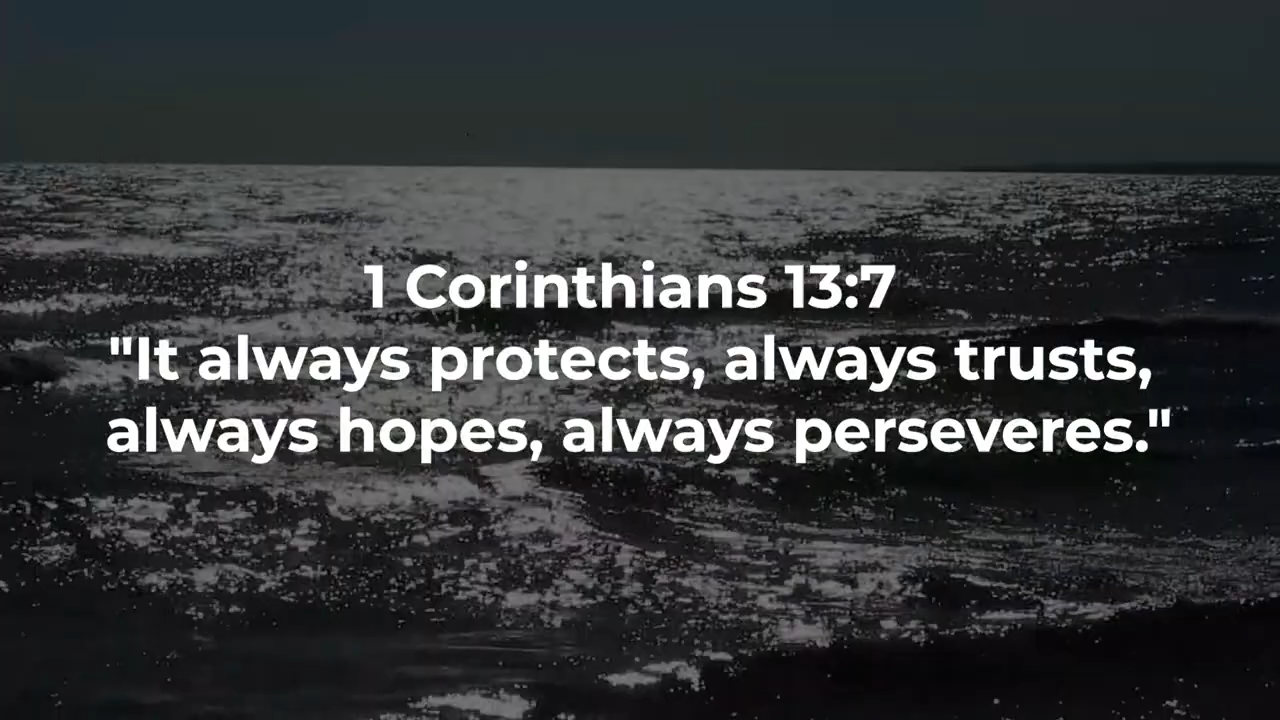 1 Corinthians 13:7
"It always protects, always trusts,
always hopes, always perseveres."